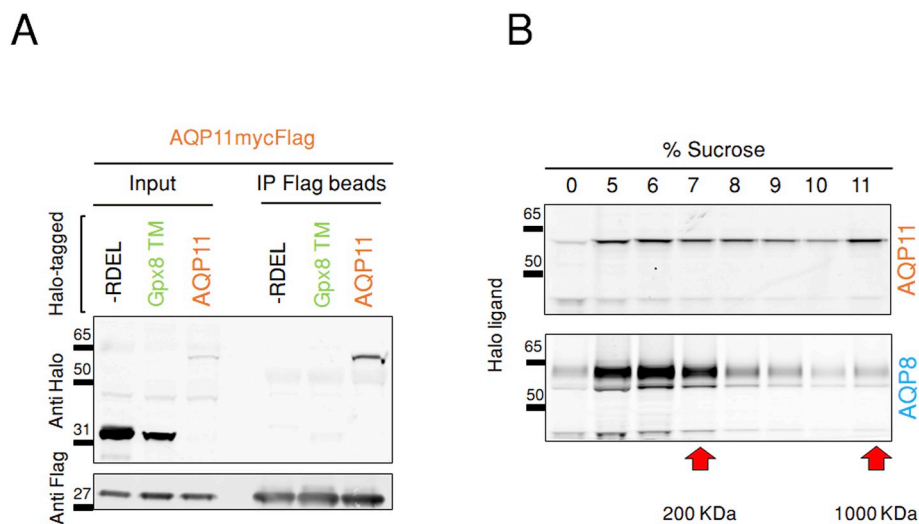 A
AQP11mycFlag
Input IP Flag beads
Halo-tagged
-RDEL Gpx8 TM AQP11 -RDEL Gpx8 TM AQP11
Anti Halo
65
50
31
Anti Flag
27
B
% Sucrose
0 5 6 7 8 9 10 11
Halo ligand
65
50
AQP11
65
50
AQP8
200 KDa 1000 KDa